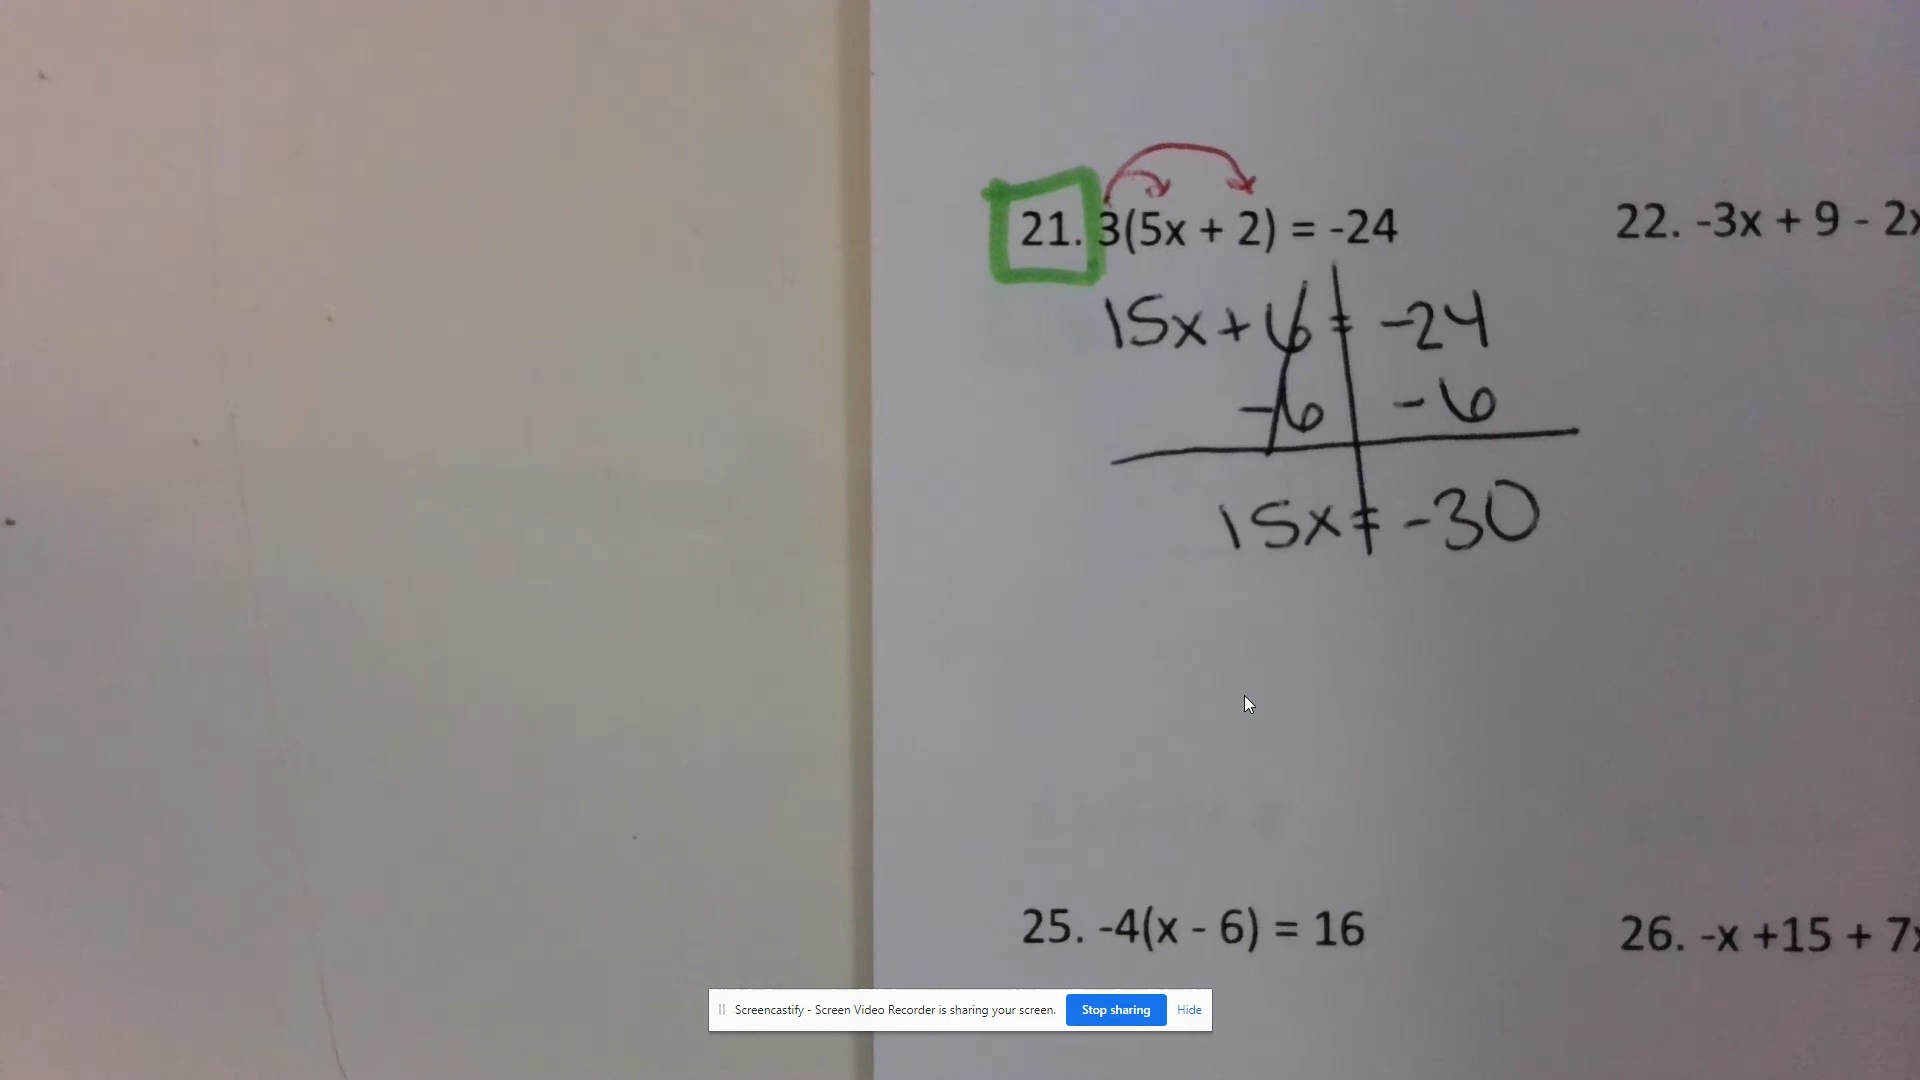 21. 3(5x + 2) = -24
15x + 6 = -24
-6 -6
15x = -30
22. -3x + 9 - 2x
25. -4(x - 6) = 16
26. -x +15 + 7x
Screencastify - Screen Video Recorder is sharing your screen. Stop sharing Hide